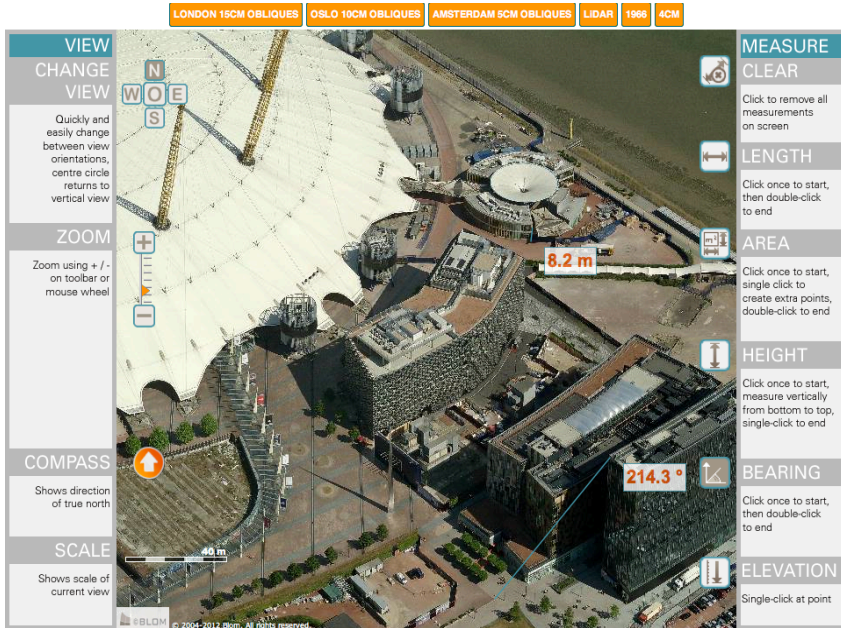 LONDON 15CM OBLIQUES
OSLO 10CM OBLIQUES
AMSTERDAM 5CM OBLIQUES
LIDAR
1966
4CM
VIEW
CHANGE
VIEW
Quickly and
easily change
between view
orientations,
centre circle
returns to
vertical view
ZOOM
Zoom using + / -
on toolbar or
mouse wheel
COMPASS
Shows direction
of true north
SCALE
Shows scale of
current view
N
W O E
S
8.2 m
214.3 °
40 m
©BLOM
© 2004-2012 Blom. All rights reserved.
MEASURE
CLEAR
Click to remove all
measurements
on screen
LENGTH
Click once to start,
then double-click
to end
AREA
Click once to start,
single click to
create extra points,
double-click to end
HEIGHT
Click once to start,
measure vertically
from bottom to top,
single-click to end
BEARING
Click once to start,
then double-click
to end
ELEVATION
Single-click at point